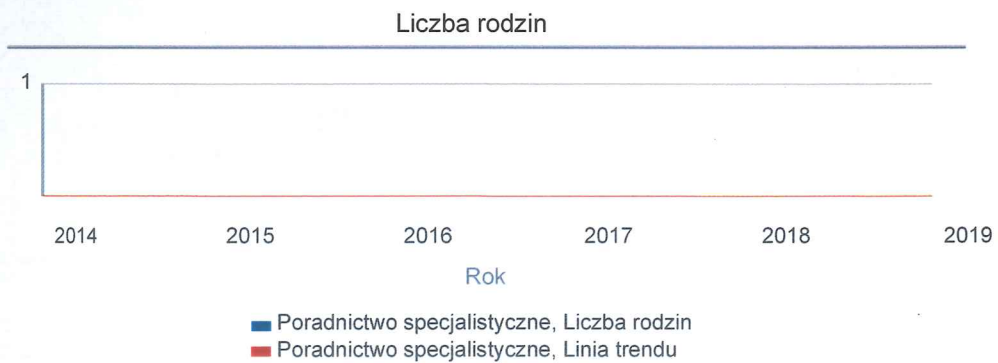 Liczba rodzin
1
2014 2015 2016 2017 2018 2019
Rok
Poradnictwo specjalistyczne, Liczba rodzin
Poradnictwo specjalistyczne, Linia trendu